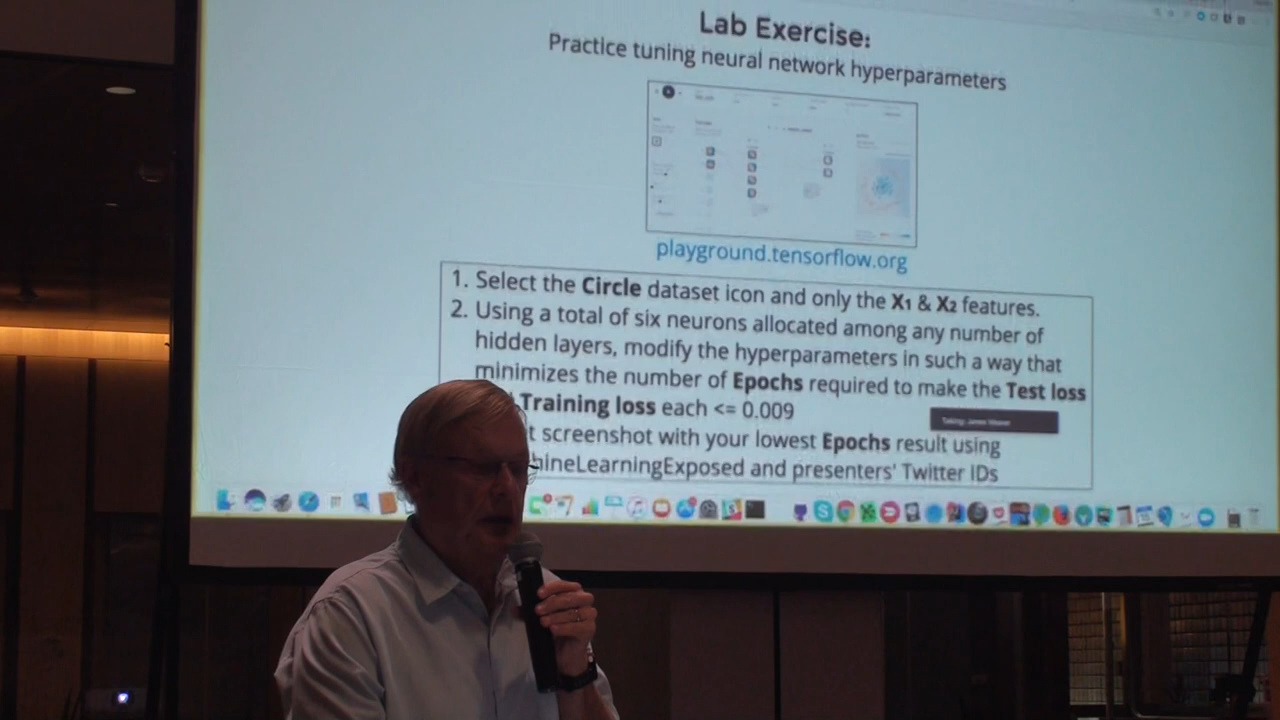 Lab Exercise:
Practice tuning neural network hyperparameters
playground.tensorflow.org
1. Select the Circle dataset icon and only the X1 & X2 features.
2. Using a total of six neurons allocated among any number of
hidden layers, modify the hyperparameters in such a way that
minimizes the number of Epochs required to make the Test loss
Training loss each <= 0.009
t screenshot with your lowest Epochs result using
hineLearningExposed and presenters' Twitter IDs